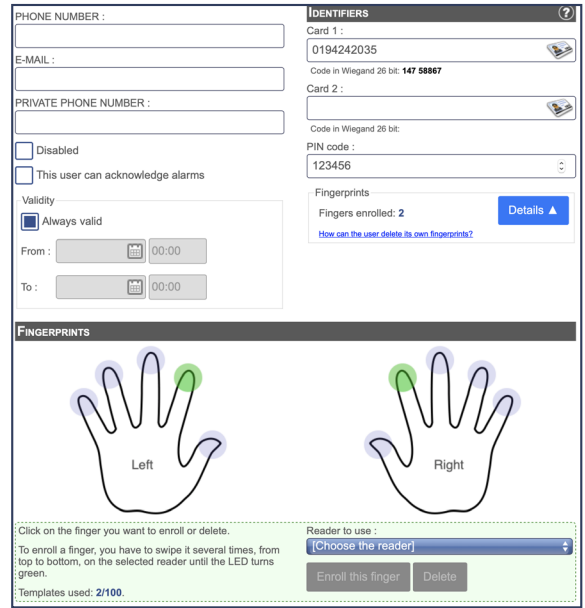 PHONE NUMBER :
E-MAIL :
PRIVATE PHONE NUMBER :
Disabled
This user can acknowledge alarms
Validity
Always valid
From :
00:00
To :
00:00
IDENTIFIERS
?
Card 1 :
0194242035
Code in Wiegand 26 bit: 147 58867
Card 2 :
Code in Wiegand 26 bit:
PIN code :
123456
Fingerprints
Fingers enrolled: 2
Details ▲
How can the user delete its own fingerprints?
FINGERPRINTS
Left
Right
Click on the finger you want to enroll or delete.
To enroll a finger, you have to swipe it several times, from
top to bottom, on the selected reader until the LED turns
green.
Templates used: 2/100.
Reader to use :
[Choose the reader]
Enroll this finger
Delete